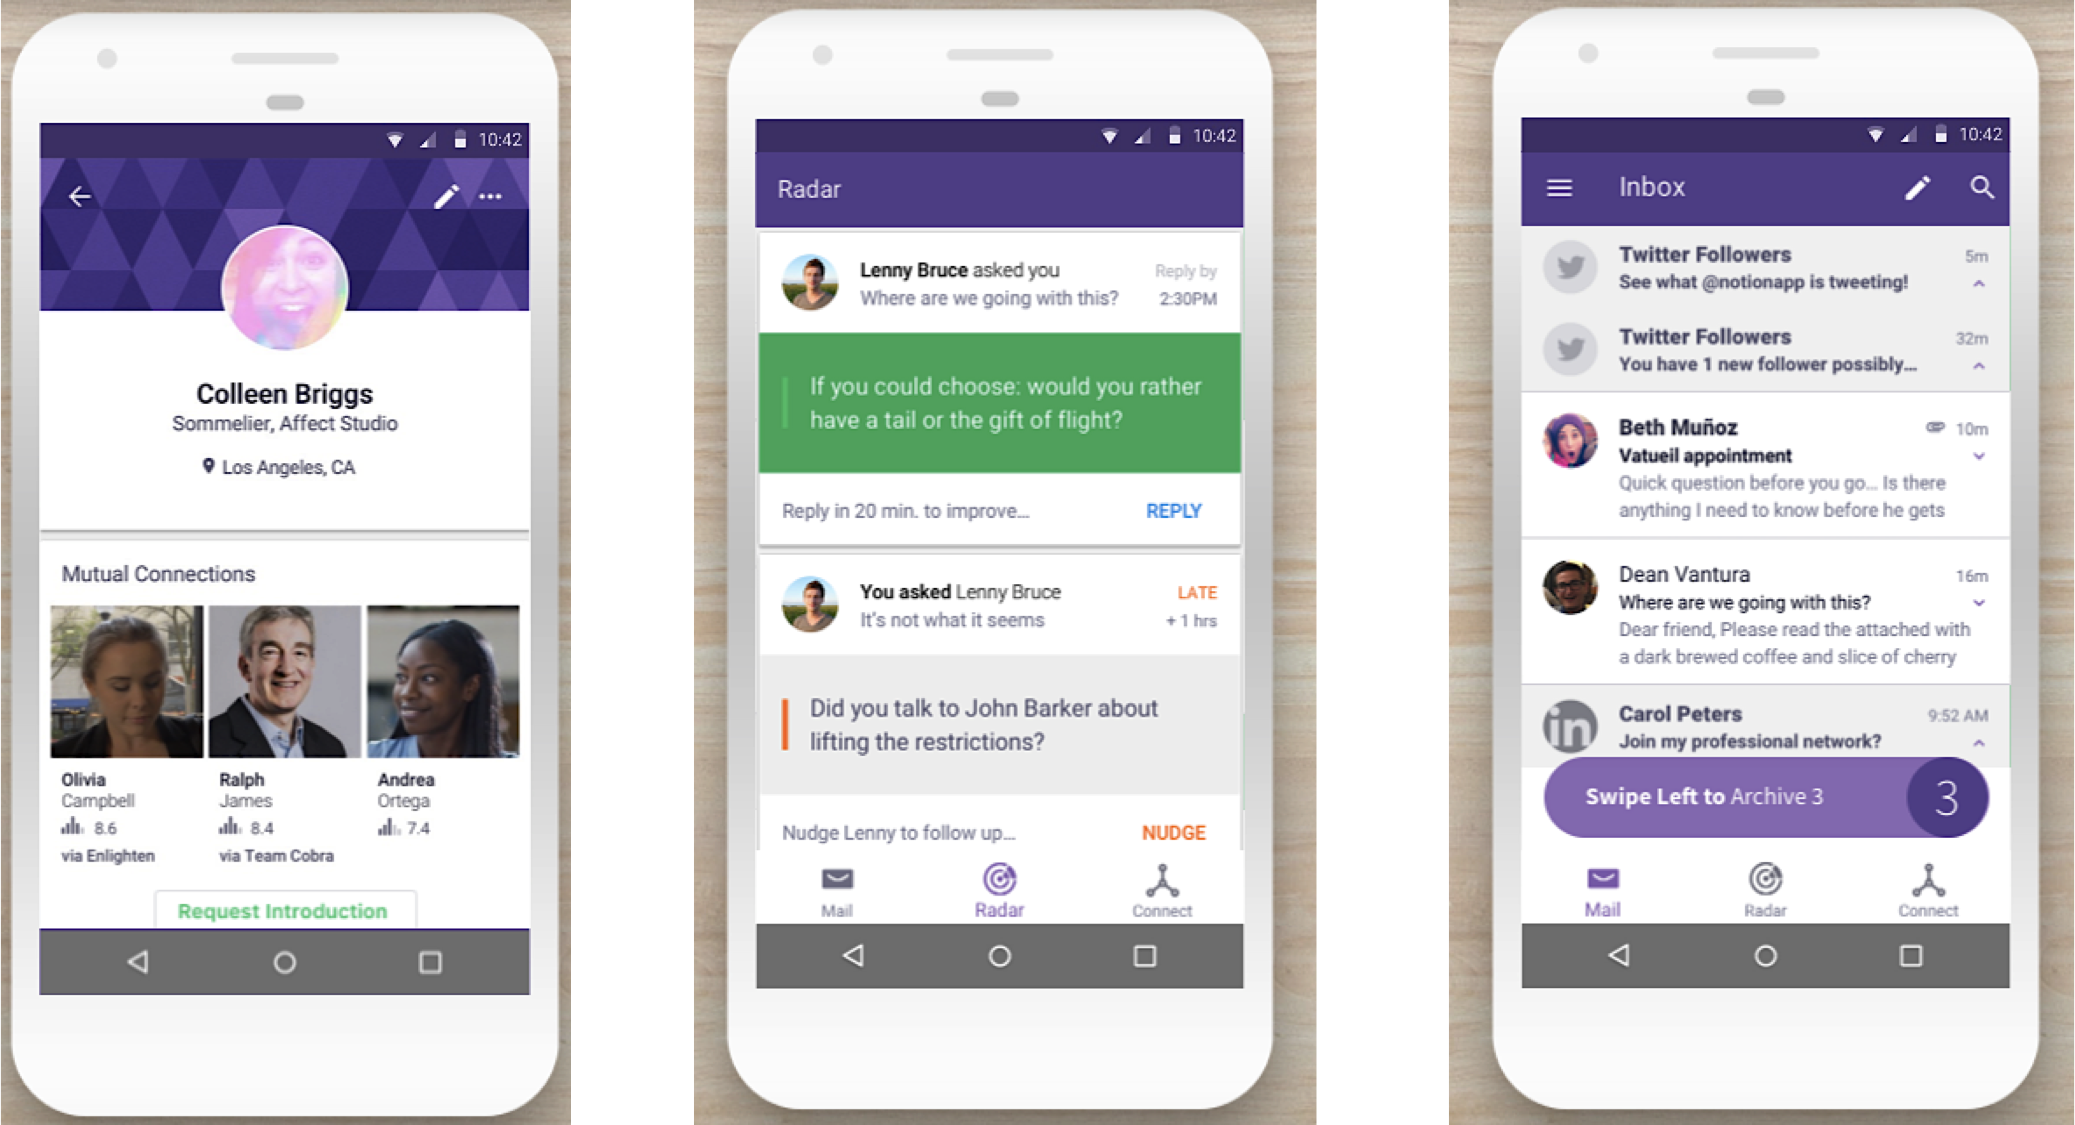 10:42
Colleen Briggs
Sommelier, Affect Studio
Los Angeles, CA
Mutual Connections
Olivia
Campbell
8.6
via Enlighten
Ralph
James
8.4
via Team Cobra
Andrea
Ortega
7.4
Request Introduction
10:42
Radar
Lenny Bruce asked you
Reply by
Where are we going with this?
2:30PM
If you could choose: would you rather
have a tail or the gift of flight?
Reply in 20 min. to improve...
REPLY
You asked Lenny Bruce
LATE
It's not what it seems
+ 1 hrs
Did you talk to John Barker about
lifting the restrictions?
Nudge Lenny to follow up...
NUDGE
Mail
Radar
Connect
10:42
Inbox
Twitter Followers
5m
See what @notionapp is tweeting!
Twitter Followers
32m
You have 1 new follower possibly...
Beth Muñoz
10m
Vatueil appointment
Quick question before you go... Is there
anything I need to know before he gets
Dean Vantura
16m
Where are we going with this?
Dear friend, Please read the attached with
a dark brewed coffee and slice of cherry
in
Carol Peters
9:52 AM
Join my professional network?
Swipe Left to Archive 3
3
Mail
Radar
Connect